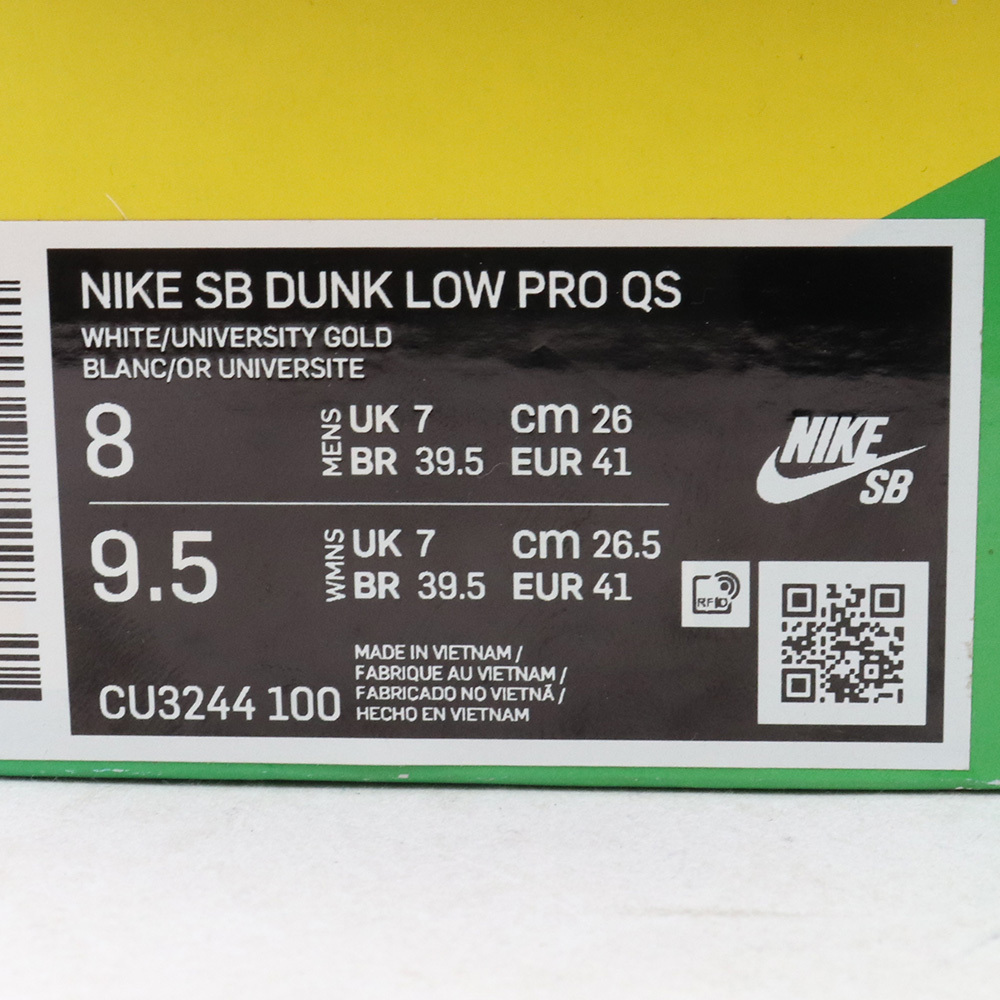 NIKE SB DUNK LOW PRO QS
WHITE/UNIVERSITY GOLD
BLANC/OR UNIVERSITE
8 MENS UK 7 cm 26
BR 39.5 EUR 41
9.5 WMNS UK 7 cm 26.5
BR 39.5 EUR 41
NIKE
SB
RFID
MADE IN VIETNAM /
FABRIQUE AU VIETNAM /
FABRICADO NO VIETNÃ /
HECHO EN VIETNAM
CU3244 100